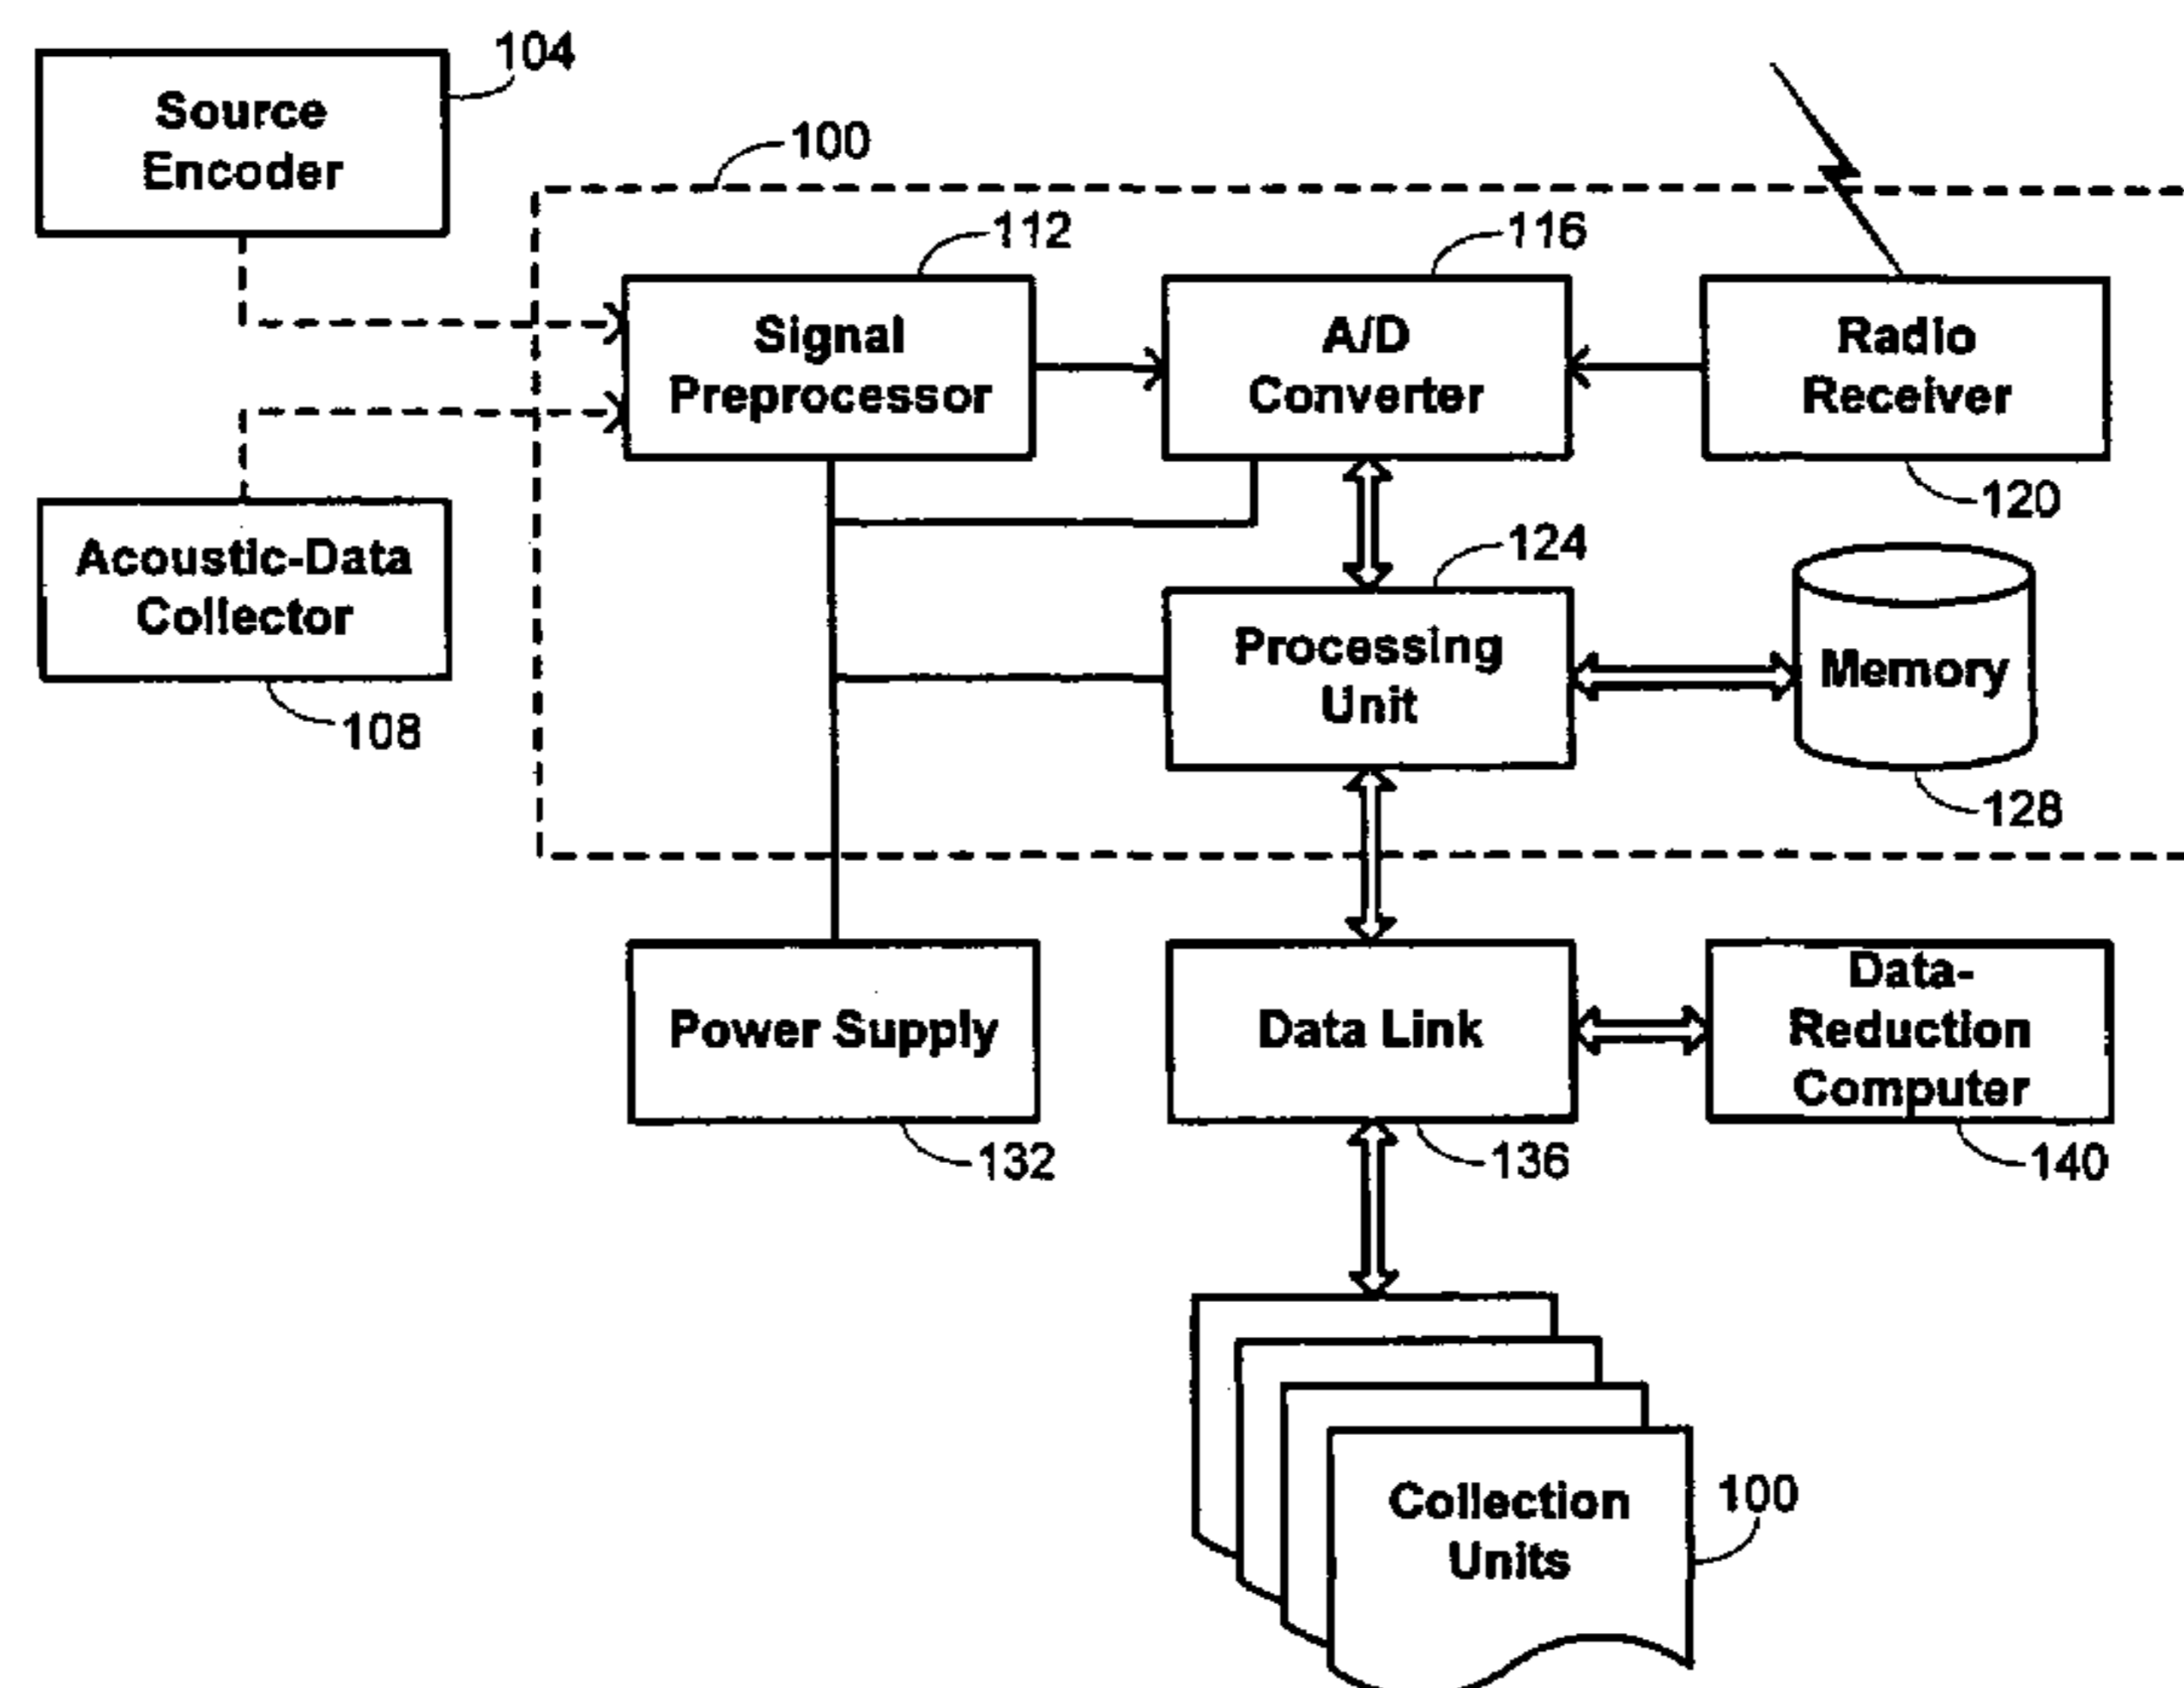 104
Source
Encoder
100
112
116
Signal
Preprocessor
A/D
Converter
Radio
Receiver
120
124
Acoustic-Data
Collector
108
Processing
Unit
Memory
128
Power Supply
132
Data Link
136
Data-
Reduction
Computer
140
Collection
Units
100